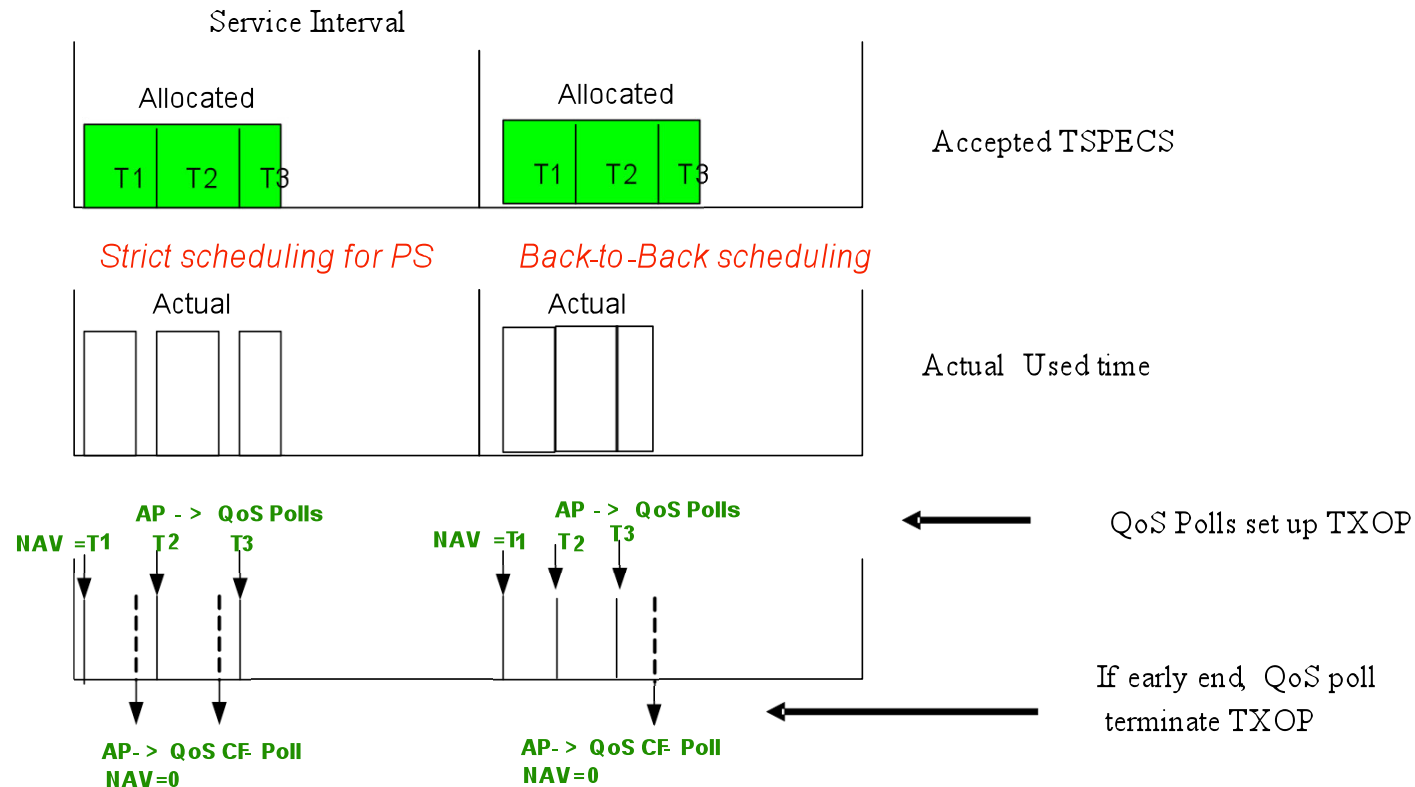 Service Interval
Allocated
Allocated
T1 T2 T3
T1 T2 T3
Accepted TSPECS
Strict scheduling for PS
Back-to-Back scheduling
Actual
Actual
Actual Used time
AP - > QoS Polls
AP - > QoS Polls
NAV =T1 T2 T3
NAV =T1 T2 T3
QoS Polls set up TXOP
If early end, QoS poll
terminate TXOP
AP- > QoS CF- Poll
NAV=0
AP- > QoS CF- Poll
NAV=0